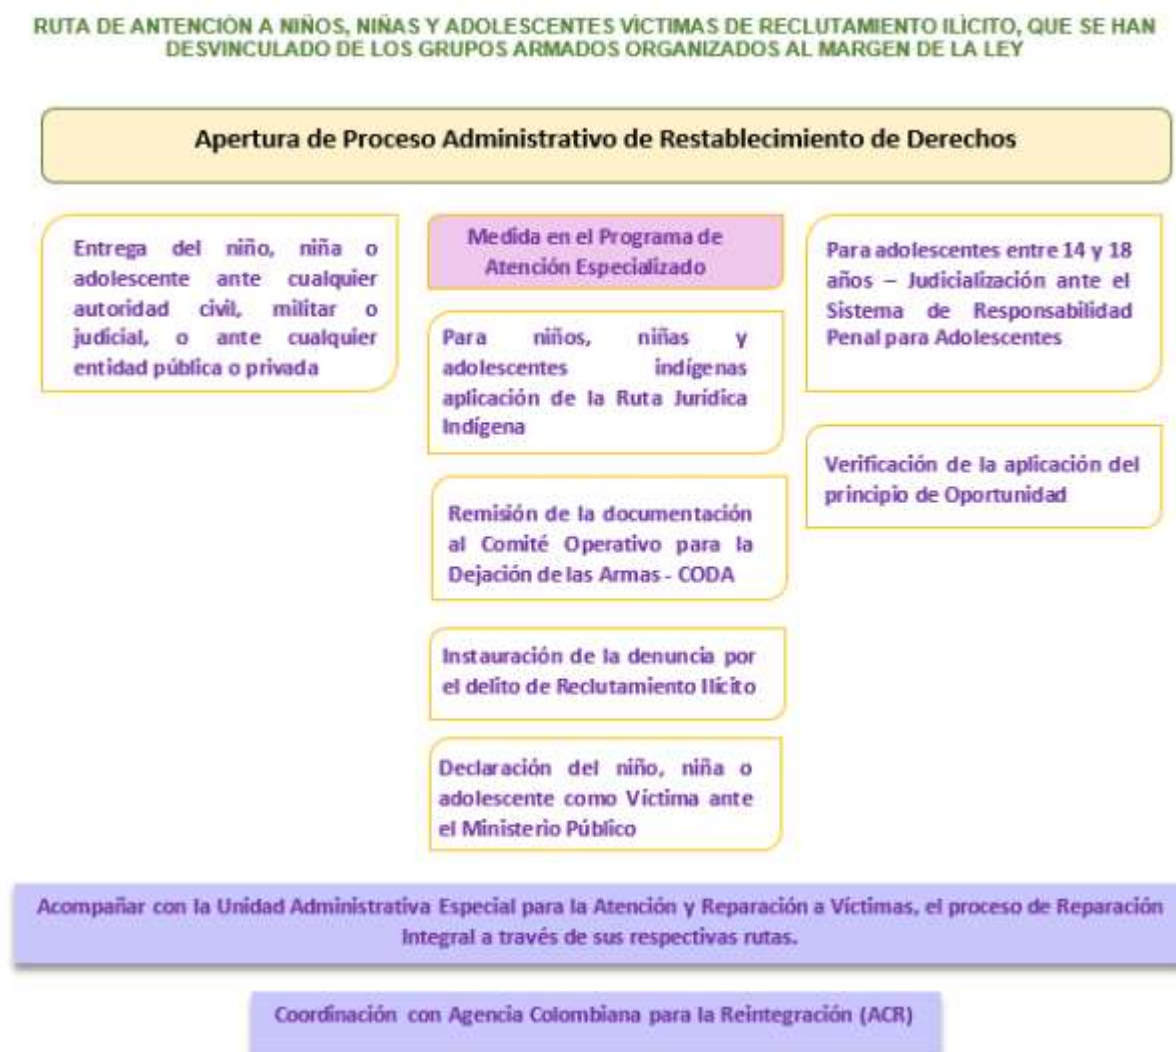 RUTA DE ANTENCIÓN A NIÑOS, NIÑAS Y ADOLESCENTES VÍCTIMAS DE RECLUTAMIENTO ILÌCITO, QUE SE HAN
DESVINCULADO DE LOS GRUPOS ARMADOS ORGANIZADOS AL MARGEN DE LA LEY
Apertura de Proceso Administrativo de Restablecimiento de Derechos
Entrega del niño, niña o
adolescente ante cualquier
autoridad civil, militar o
judicial, o ante cualquier
entidad pública o privada
Medida en el Programa de
Atención Especializado
Para niños, niñas y
adolescentes indígenas
aplicación de la Ruta Jurídica
Indígena
Remisión de la documentación
al Comité Operativo para la
Dejación de las Armas - CODA
Instauración de la denuncia por
el delito de Reclutamiento Ilícito
Declaración del niño, niña o
adolescente como Víctima ante
el Ministerio Público
Para adolescentes entre 14 y 18
años – Judicialización ante el
Sistema de Responsabilidad
Penal para Adolescentes
Verificación de la aplicación del
principio de Oportunidad
Acompañar con la Unidad Administrativa Especial para la Atención y Reparación a Víctimas, el proceso de Reparación
Integral a través de sus respectivas rutas.
Coordinación con Agencia Colombiana para la Reintegración (ACR)